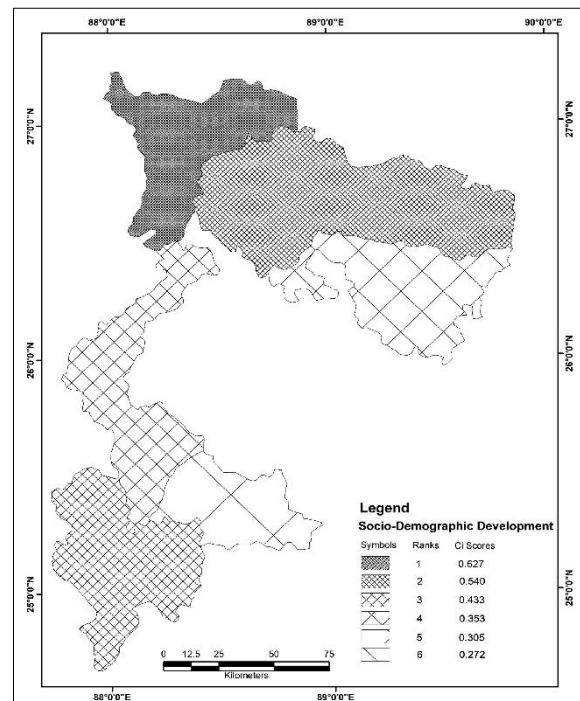 88°0'0"E 89°0'0"E 90°0'0"E
27°0'0"N 27°0'0"N
26°0'0"N 26°0'0"N
25°0'0"N 25°0'0"N
Legend
Socio-Demographic Development
Symbols Ranks Ci Scores
1 0.627
2 0.540
3 0.433
4 0.353
5 0.305
6 0.272
0 12.5 25 50 75
Kilometers
88°0'0"E 89°0'0"E